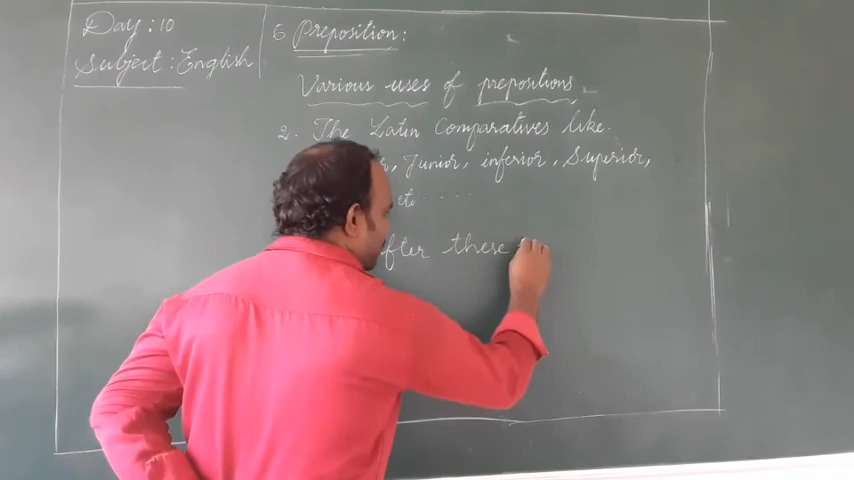 Day : 10
Subject : English
6 Preposition :
Various uses of prepositions
2. The Latin Comparatives like
Junior, inferior, Superior,
etc....
after these